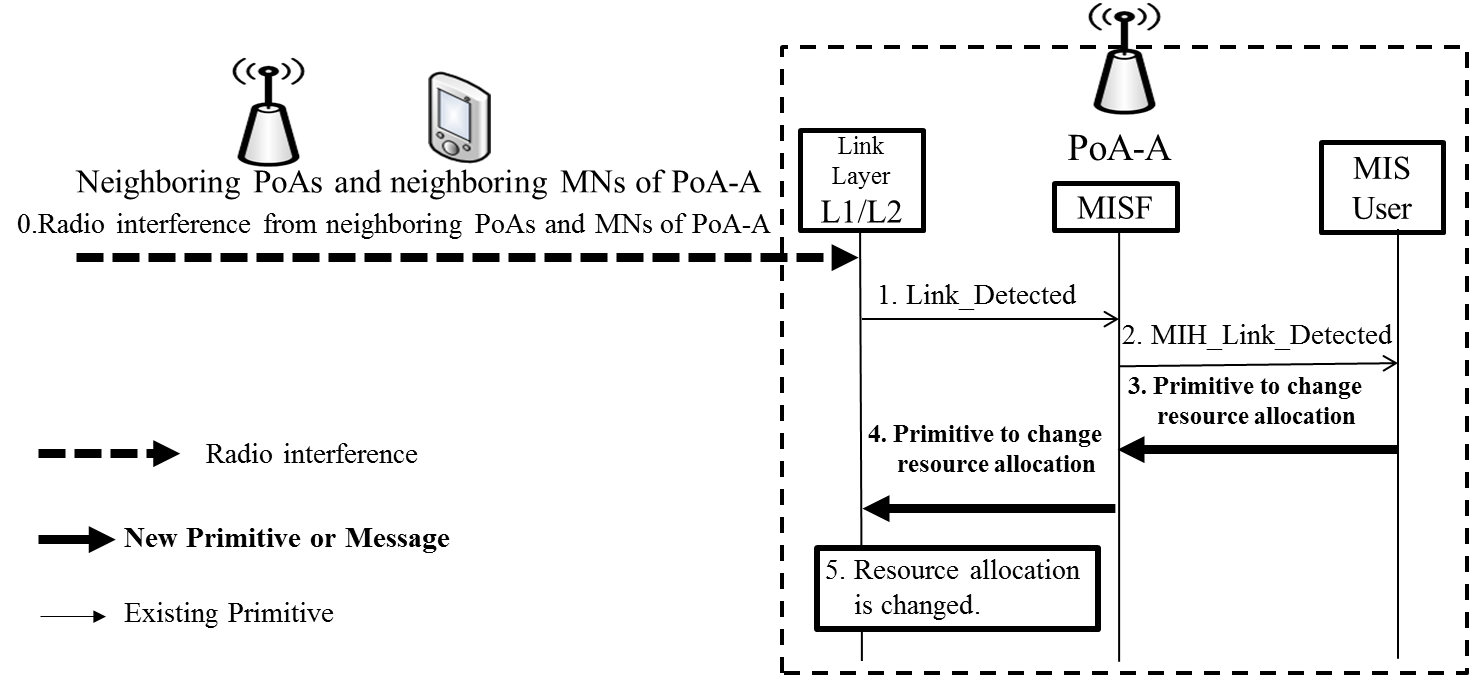 PoA-A
Link
Layer
L1/L2
MISF
MIS
User
Neighboring PoAs and neighboring MNs of PoA-A
0.Radio interference from neighboring PoAs and MNs of PoA-A
1. Link_Detected
2. MIH_Link_Detected
3. Primitive to change
resource allocation
4. Primitive to change
resource allocation
5. Resource allocation
is changed.
Radio interference
New Primitive or Message
Existing Primitive